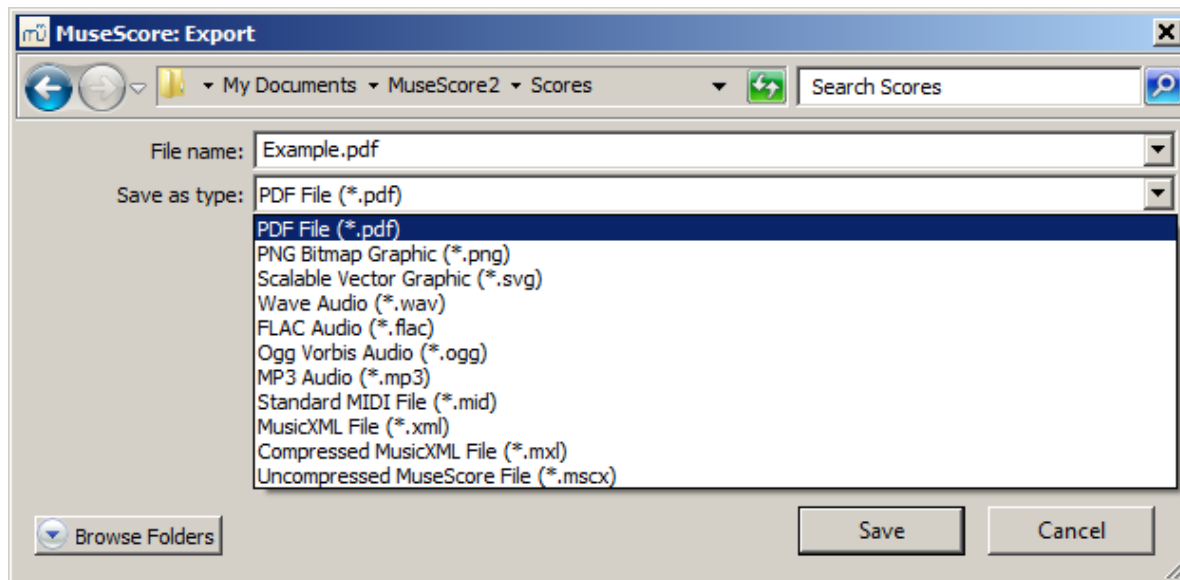 MuseScore: Export
My Documents MuseScore2 Scores Search Scores
File name: Example.pdf
Save as type: PDF File (*.pdf)
PDF File (*.pdf)
PNG Bitmap Graphic (*.png)
Scalable Vector Graphic (*.svg)
Wave Audio (*.wav)
FLAC Audio (*.flac)
Ogg Vorbis Audio (*.ogg)
MP3 Audio (*.mp3)
Standard MIDI File (*.mid)
MusicXML File (*.xml)
Compressed MusicXML File (*.mxl)
Uncompressed MuseScore File (*.mscx)
Browse Folders Save Cancel